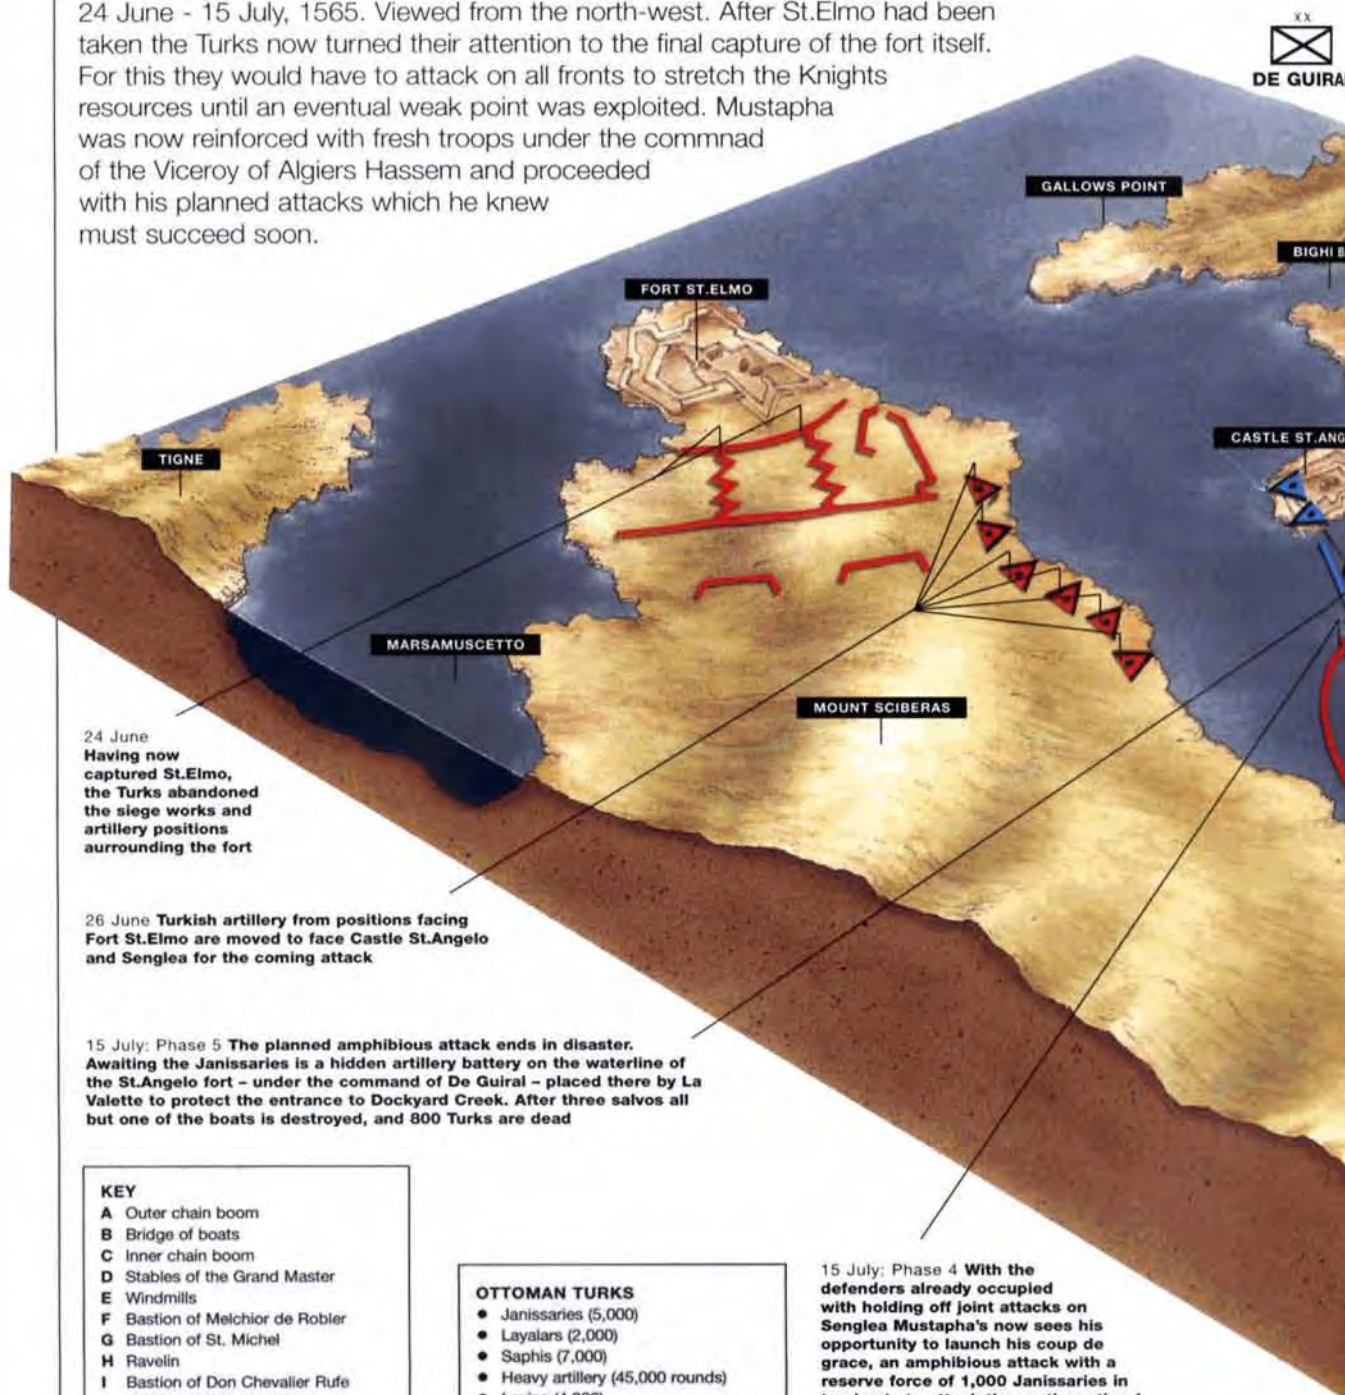 24 June - 15 July, 1565. Viewed from the north-west. After St.Elmo had been
taken the Turks now turned their attention to the final capture of the fort itself.
For this they would have to attack on all fronts to stretch the Knights
resources until an eventual weak point was exploited. Mustapha
was now reinforced with fresh troops under the commnad
of the Viceroy of Algiers Hassem and proceeded
with his planned attacks which he knew
must succeed soon.
XX
DE GUIRA
GALLOWS POINT
BIGHI B
FORT ST.ELMO
CASTLE ST.ANG
TIGNE
MARSAMUSCETTO
MOUNT SCIBERAS
24 June
Having now
captured St.Elmo,
the Turks abandoned
the siege works and
artillery positions
aurrounding the fort
26 June Turkish artillery from positions facing
Fort St.Elmo are moved to face Castle St.Angelo
and Senglea for the coming attack
15 July: Phase 5 The planned amphibious attack ends in disaster.
Awaiting the Janissaries is a hidden artillery battery on the waterline of
the St.Angelo fort – under the command of De Guiral – placed there by La
Valette to protect the entrance to Dockyard Creek. After three salvos all
but one of the boats is destroyed, and 800 Turks are dead
KEY
A Outer chain boom
B Bridge of boats
C Inner chain boom
D Stables of the Grand Master
E Windmills
F Bastion of Melchior de Robler
G Bastion of St. Michel
H Ravelin
I Bastion of Don Chevalier Rufe
OTTOMAN TURKS
● Janissaries (5,000)
● Layalars (2,000)
● Saphis (7,000)
● Heavy artillery (45,000 rounds)
15 July: Phase 4 With the
defenders already occupied
with holding off joint attacks on
Senglea Mustapha's now sees his
opportunity to launch his coup de
grace, an amphibious attack with a
reserve force of 1,000 Janissaries in